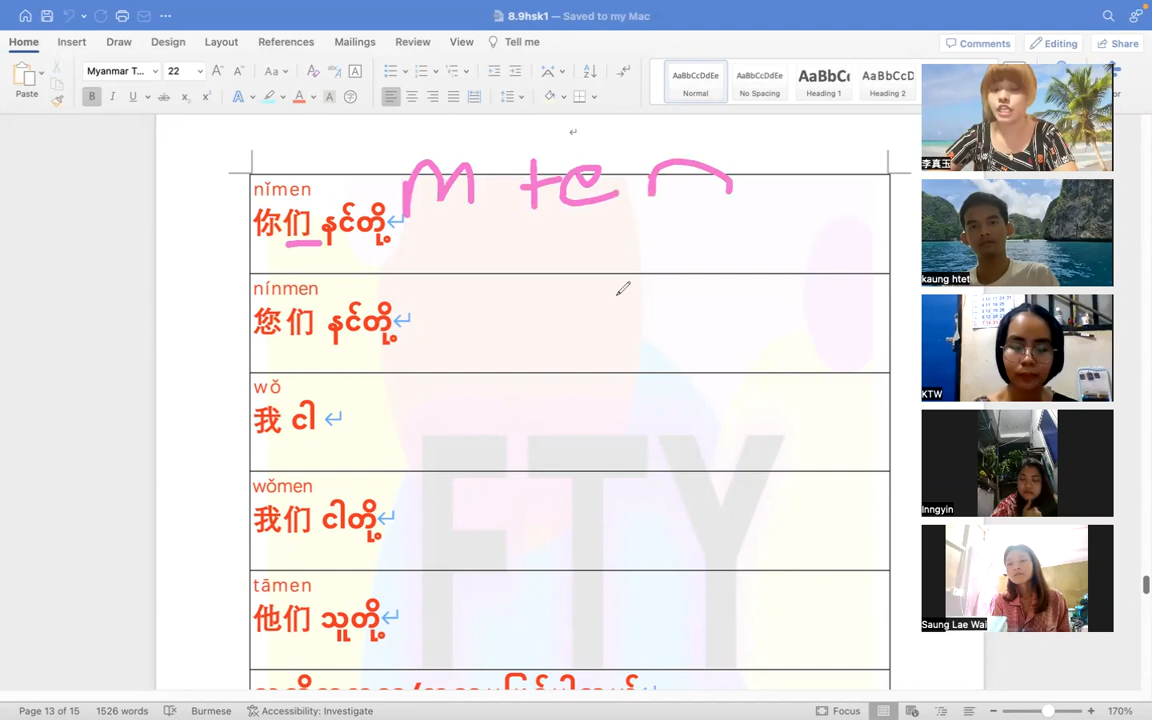 8.9hsk1 — Saved to my Mac
Home Insert Draw Design Layout References Mailings Review View Tell me
Comments Editing Share
Paste
Myanmar T... 22
AaBbCcDdEe AaBbCcDdEe AaBbC AaBbCcD
Normal No Spacing Heading 1 Heading 2
m te n
nǐmen
你们 နင်တို့
nínmen
您们 နင်တို့
wǒ
我 ငါ
wǒmen
我们 ငါတို့
tāmen
他们 သူတို့
FTY
李真玉
kaung htet
KTW
Inngyin
Saung Lae Wai
Page 13 of 15 1526 words Burmese Accessibility: Investigate Focus 170%